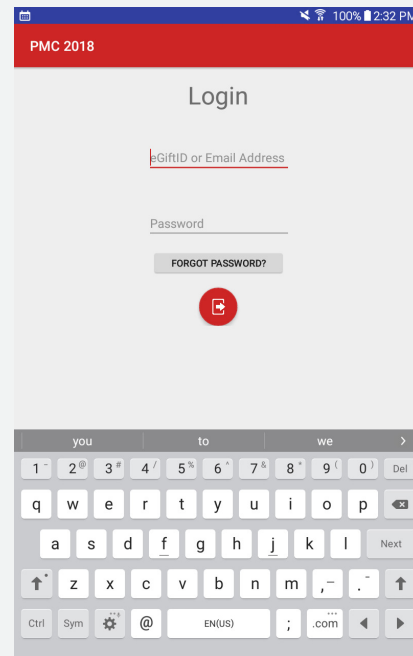 100% 2:32 PM
PMC 2018
Login
eGiftID or Email Address
Password
FORGOT PASSWORD?
you to we >
1 - 2 @ 3 # 4 / 5 % 6 ^ 7 & 8 * 9 ( 0 ) Del
q w e r t y u i o p
a s d f g h j k l Next
z x c v b n m , – . -
Ctrl Sym @ EN(US) ; .com